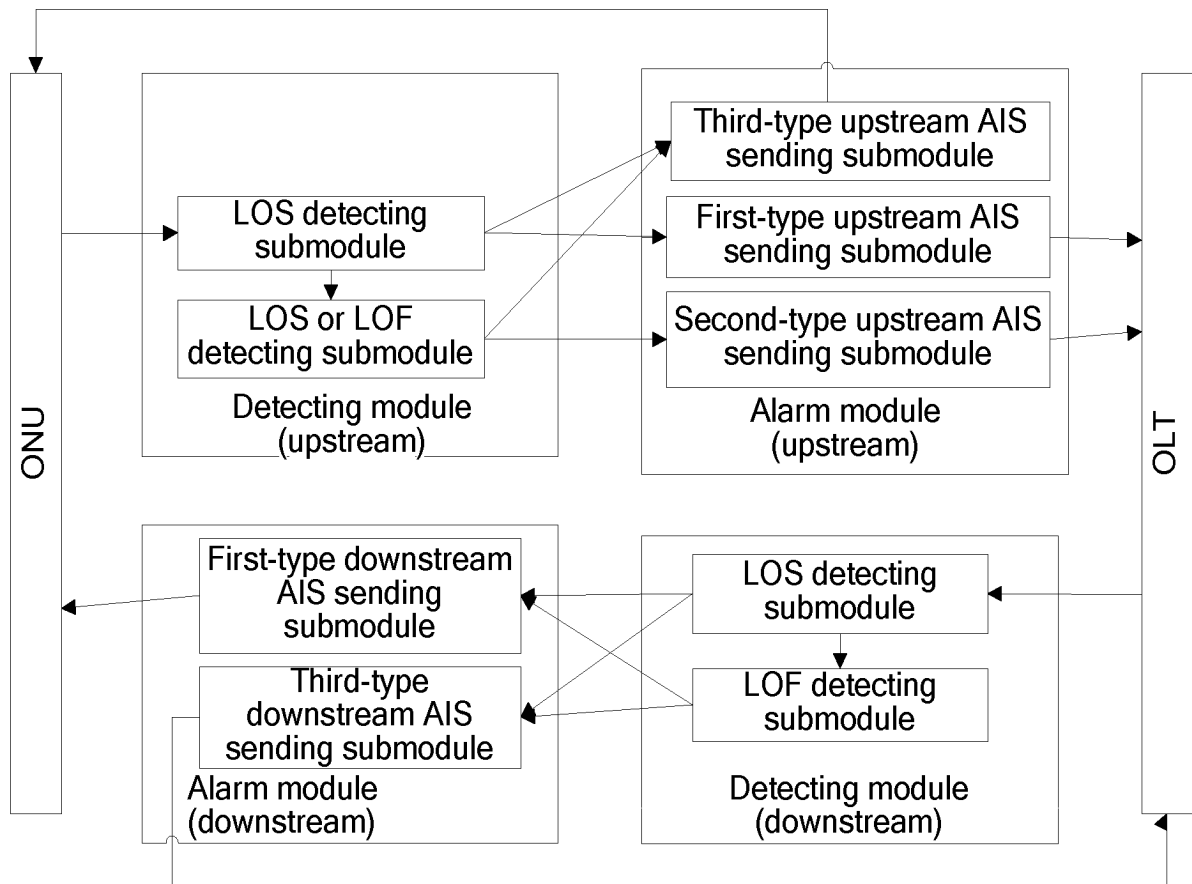 Third-type upstream AIS
sending submodule
LOS detecting
submodule
First-type upstream AIS
sending submodule
LOS or LOF
detecting submodule
Second-type upstream AIS
sending submodule
Detecting module
(upstream)
Alarm module
(upstream)
ONU
OLT
First-type downstream
AIS sending
submodule
LOS detecting
submodule
Third-type
downstream AIS
sending submodule
LOF detecting
submodule
Alarm module
(downstream)
Detecting module
(downstream)